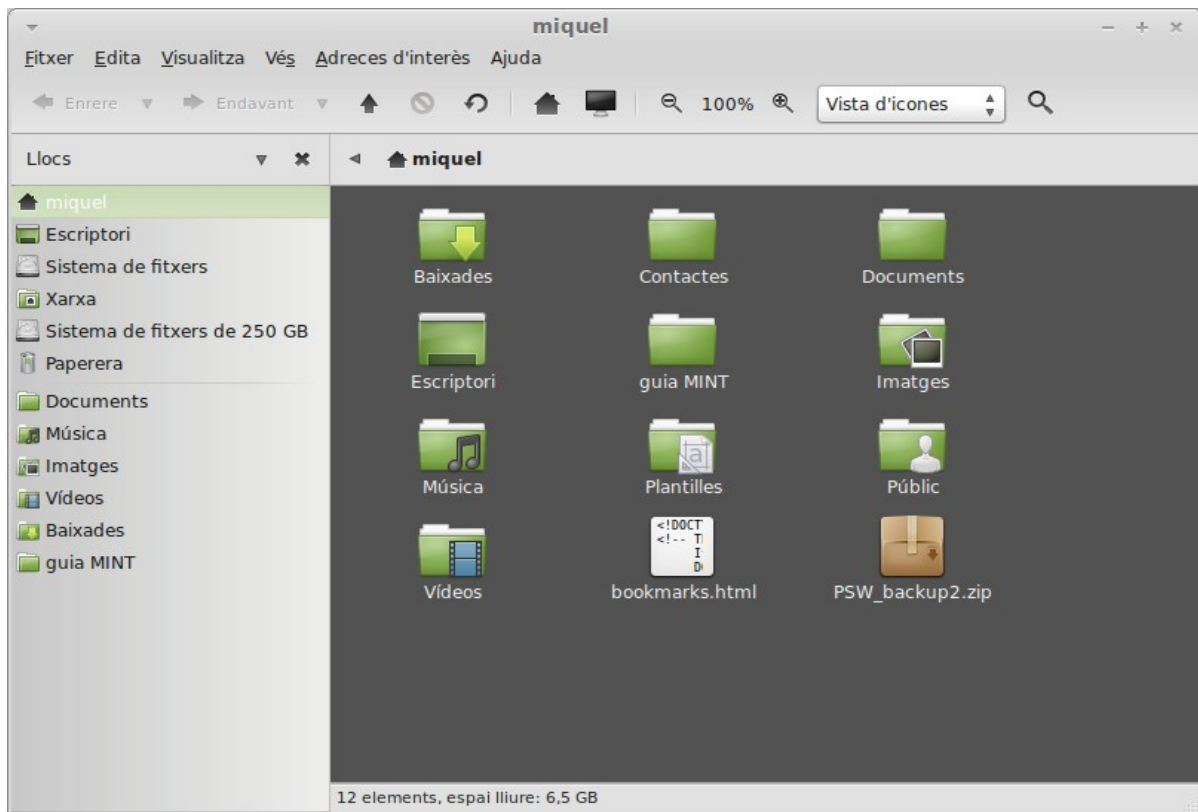 miquel
Fitxer Edita Visualitza Vés Adreces d'interès Ajuda
Enrere Endavant 100% Vista d'icones
Llocs
miquel
miquel
Escriptori
Sistema de fitxers
Xarxa
Sistema de fitxers de 250 GB
Paperera
Documents
Música
Imatges
Vídeos
Baixades
guia MINT
Baixades Contactes Documents
Escriptori guia MINT Imatges
Música Plantilles Públic
a
<!DOCT
<!-- T
I
D
Vídeos bookmarks.html PSW_backup2.zip
12 elements, espai lliure: 6,5 GB